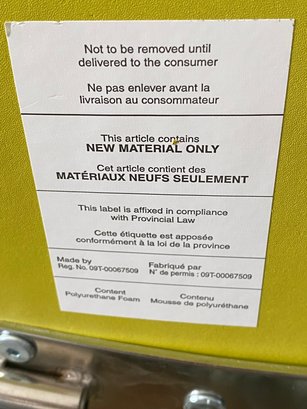 Not to be removed until
delivered to the consumer
Ne pas enlever avant la
livraison au consommateur
This article contains
NEW MATERIAL ONLY
Cet article contient des
MATÉRIAUX NEUFS SEULEMENT
This label is affixed in compliance
with Provincial Law
Cette étiquette est apposée
conformément à la loi de la province
Made by
Reg. No. 09T-00067509
Fabriqué par
N° de permis : 09T-00067509
Content
Polyurethane Foam
Contenu
Mousse de polyuréthane